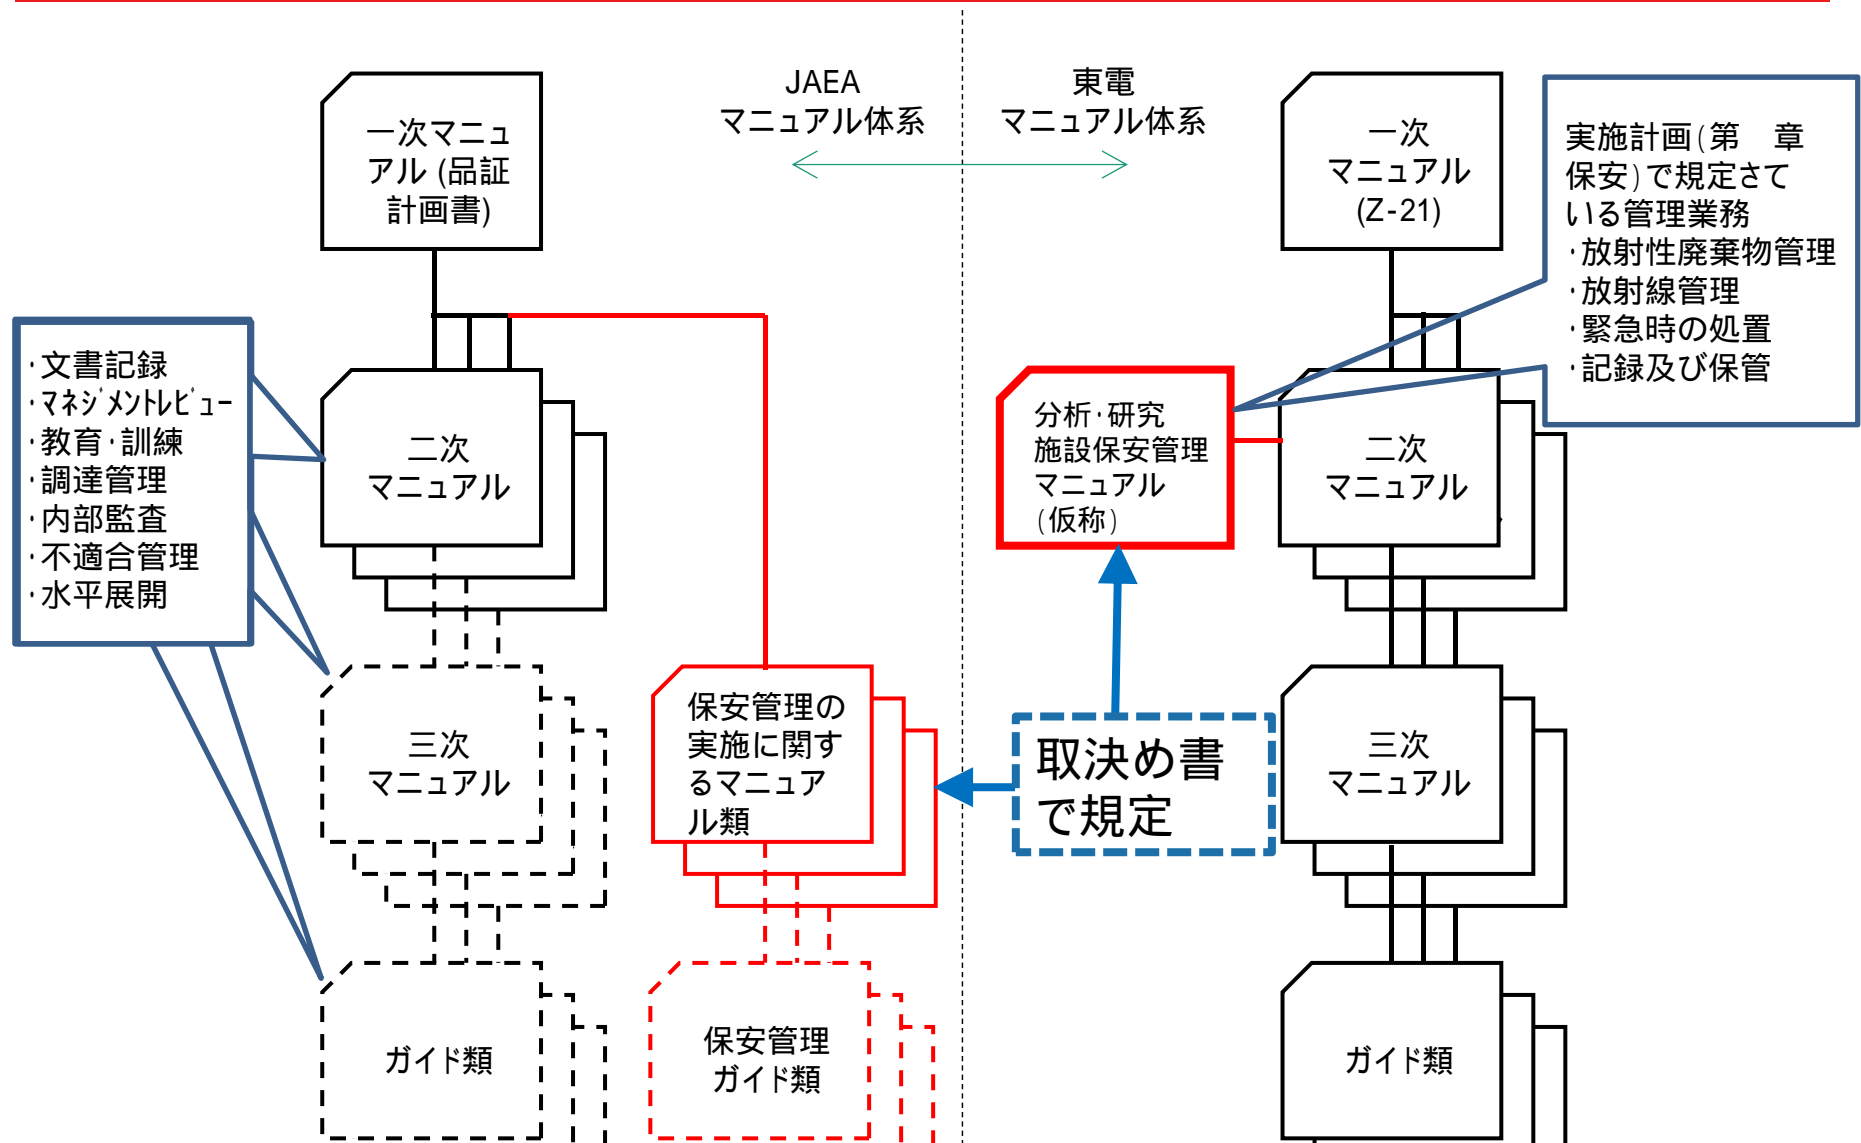 JAEA
マニュアル体系
東電
マニュアル体系
一次マニュ
アル (品証
計画書)
一次
マニュアル
(Z-21)
実施計画(第　章
保安)で規定さて
いる管理業務
･放射性廃棄物管理
･放射線管理
･緊急時の処置
･記録及び保管
･文書記録
･ﾏﾈｼﾞﾒﾝﾄﾚﾋﾞｭｰ
･教育･訓練
･調達管理
･内部監査
･不適合管理
･水平展開
二次
マニュアル
分析･研究
施設保安管理
マニュアル
(仮称)
二次
マニュアル
三次
マニュアル
保安管理の
実施に関す
るマニュア
ル類
取決め書
で規定
三次
マニュアル
ガイド類
保安管理
ガイド類
ガイド類